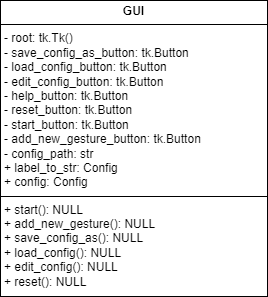 GUI
- root: tk.Tk()
- save_config_as_button: tk.Button
- load_config_button: tk.Button
- edit_config_button: tk.Button
- help_button: tk.Button
- reset_button: tk.Button
- start_button: tk.Button
- add_new_gesture_button: tk.Button
- config_path: str
+ label_to_str: Config
+ config: Config
+ start(): NULL
+ add_new_gesture(): NULL
+ save_config_as(): NULL
+ load_config(): NULL
+ edit_config(): NULL
+ reset(): NULL